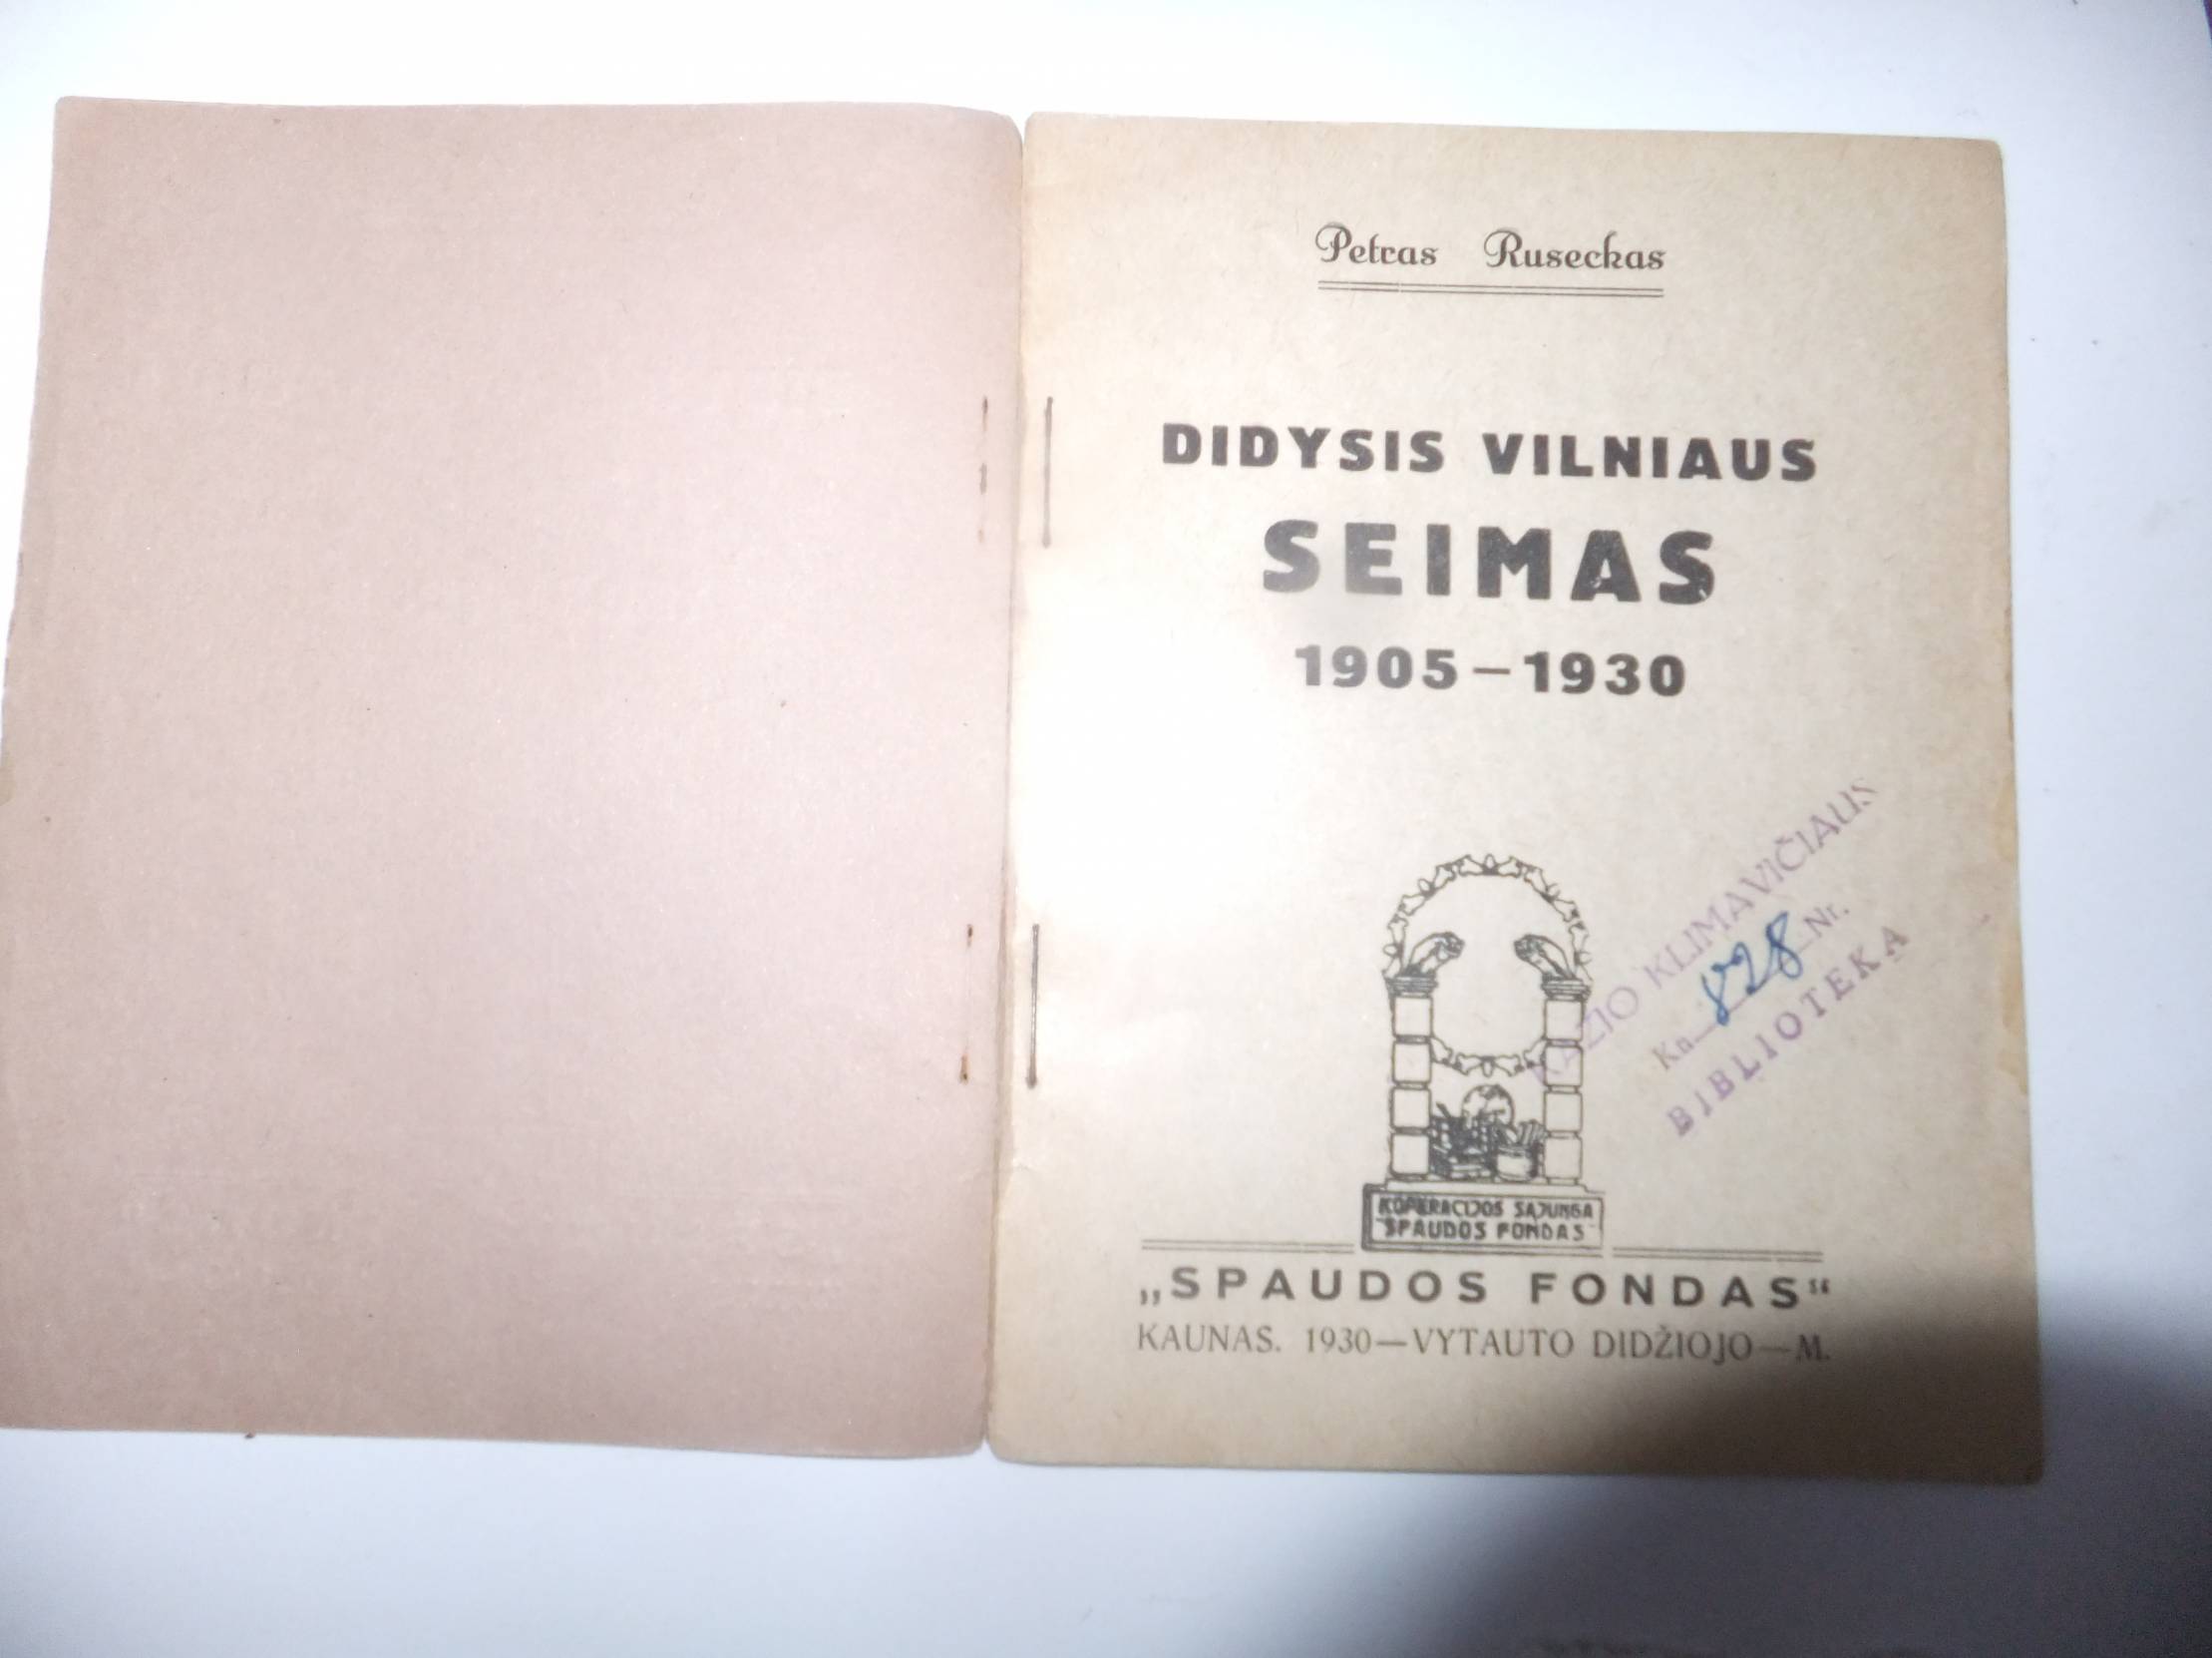 Petras Ruseckas
DIDYSIS VILNIAUS
SEIMAS
1905–1930
KAZIO KLIMAVIČIAUS
Kn. 828 Nr.
BIBLIOTEKA
KOPERACIJOS SĄJUNGA
SPAUDOS FONDAS
„SPAUDOS FONDAS“
KAUNAS. 1930—VYTAUTO DIDŽIOJO—M.